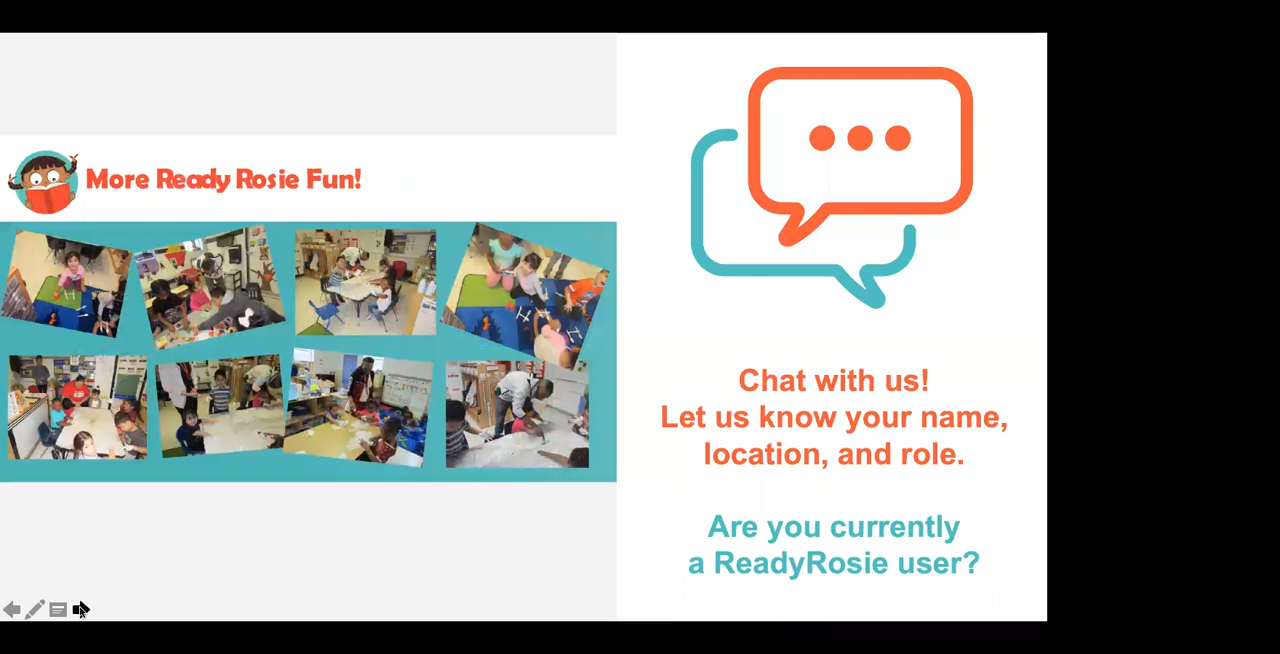 More Ready Rosie Fun!
Chat with us!
Let us know your name,
location, and role.
Are you currently
a ReadyRosie user?